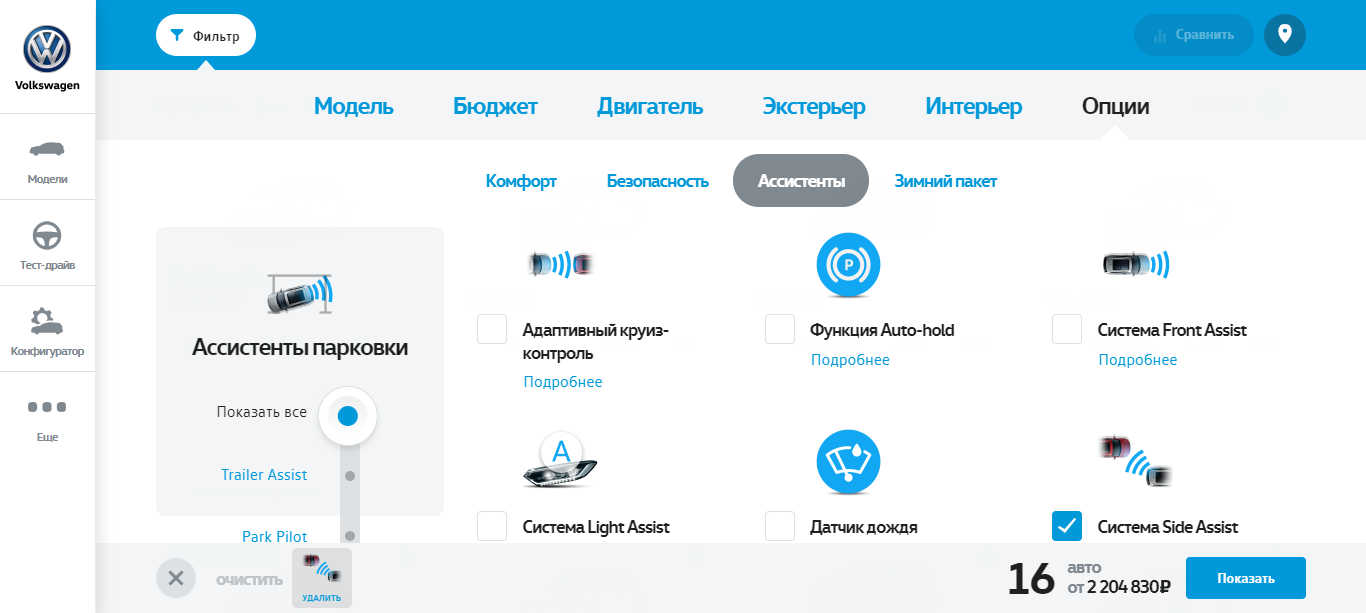 Volkswagen
Модели
Тест-драйв
Конфигуратор
Еще
Фильтр
Сравнить
Модель Бюджет Двигатель Экстерьер Интерьер Опции
Комфорт Безопасность Ассистенты Зимний пакет
Ассистенты парковки
Показать все
Trailer Assist
Park Pilot
Адаптивный круиз-
контроль
Подробнее
P
Функция Auto-hold
Подробнее
Система Front Assist
Подробнее
A
Система Light Assist
Датчик дождя
Система Side Assist
ОЧИСТИТЬ
УДАЛИТЬ
16 авто
от 2 204 830₽
Показать